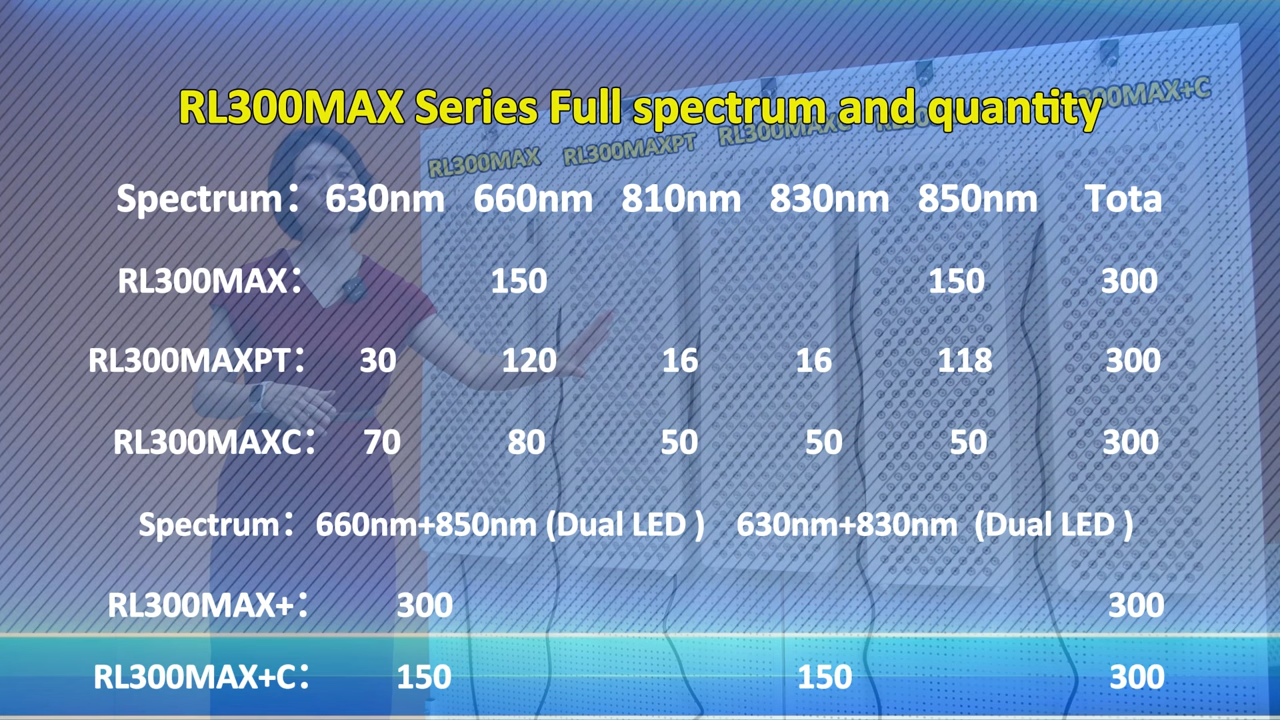 RL300MAX Series Full spectrum and quantity
RL300MAX RL300MAXPT RL300MAXC 300MAX+C
Spectrum： 630nm 660nm 810nm 830nm 850nm Tota
RL300MAX： 150 150 300
RL300MAXPT： 30 120 16 16 118 300
RL300MAXC： 70 80 50 50 50 300
Spectrum： 660nm+850nm (Dual LED ) 630nm+830nm (Dual LED )
RL300MAX+： 300 300
RL300MAX+C： 150 150 300